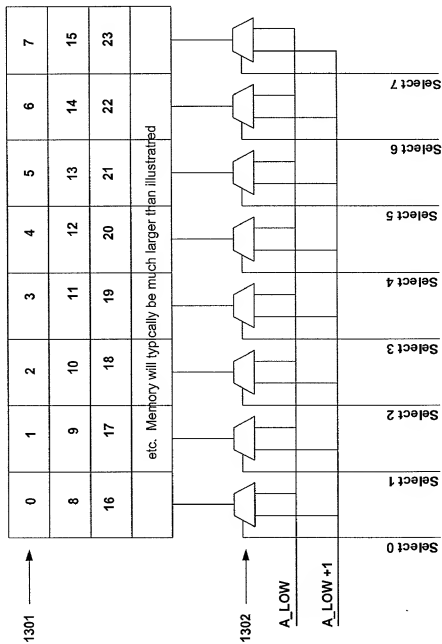 1301
0 1 2 3 4 5 6 7
8 9 10 11 12 13 14 15
16 17 18 19 20 21 22 23
etc. Memory will typically be much larger than illustratred
1302
A_LOW
A_LOW +1
Select 0
Select 1
Select 2
Select 3
Select 4
Select 5
Select 6
Select 7